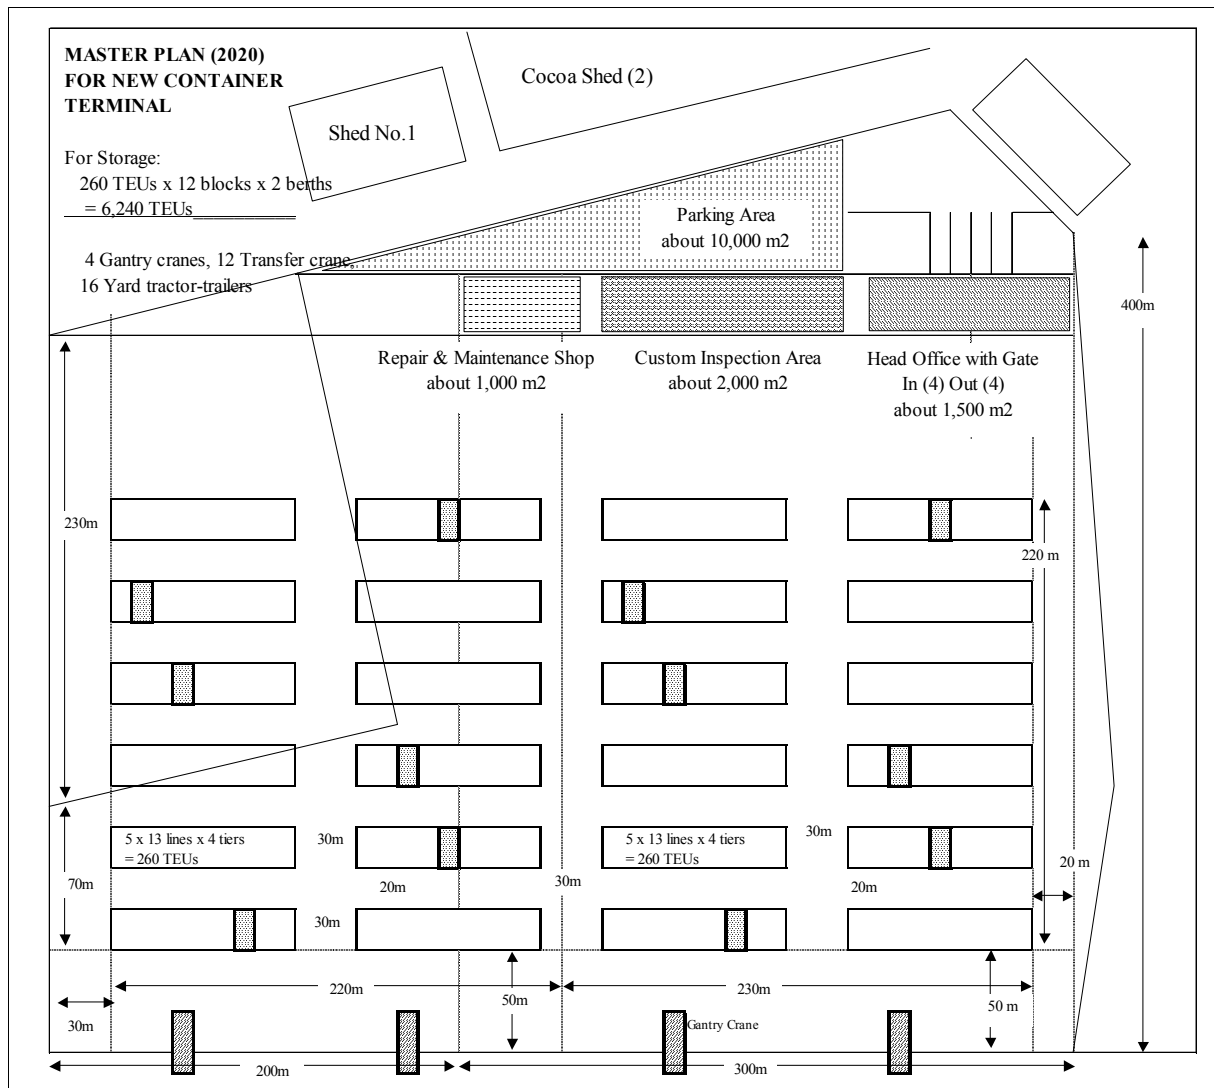 MASTER PLAN (2020)
FOR NEW CONTAINER
TERMINAL
Cocoa Shed (2)
Shed No.1
For Storage:
260 TEUs x 12 blocks x 2 berths
= 6,240 TEUs
4 Gantry cranes, 12 Transfer crane,
16 Yard tractor-trailers
Parking Area
about 10,000 m2
400m
Repair & Maintenance Shop
about 1,000 m2
Custom Inspection Area
about 2,000 m2
Head Office with Gate
In (4) Out (4)
about 1,500 m2
230m
220 m
5 x 13 lines x 4 tiers
= 260 TEUs
30m
5 x 13 lines x 4 tiers
= 260 TEUs
30m
70m
20m
30m
20m
20 m
30m
220m
50m
230m
50 m
30m
Gantry Crane
200m
300m